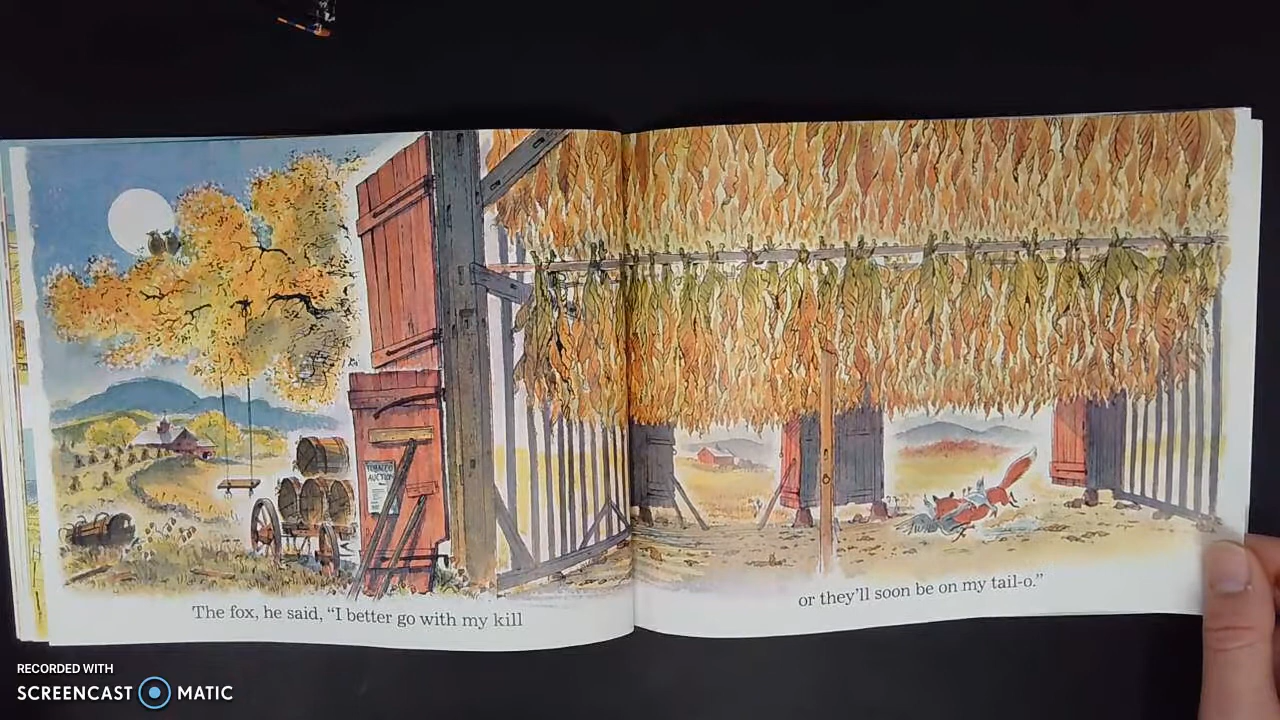 TOBACCO
AUCTION
The fox, he said, "I better go with my kill
or they'll soon be on my tail-o."
RECORDED WITH
SCREENCAST MATIC